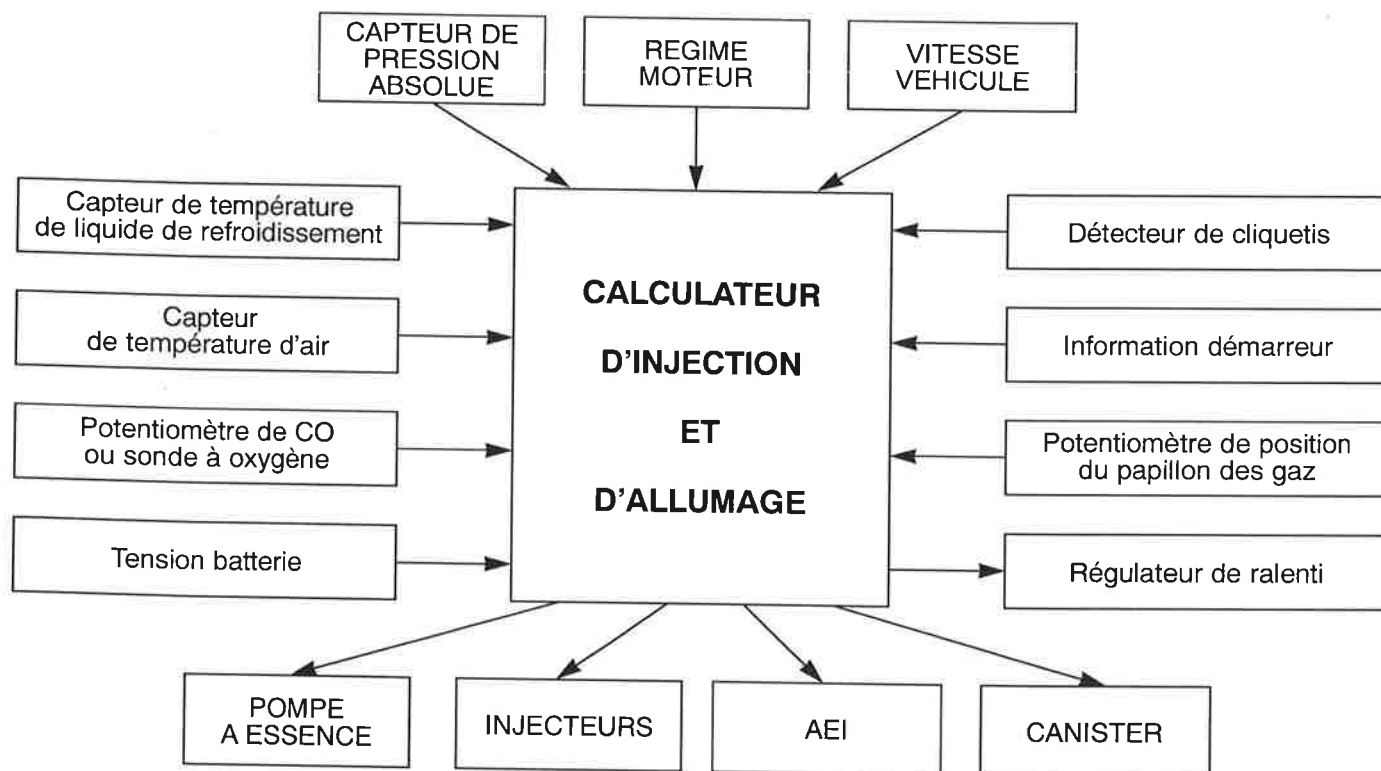 CAPTEUR DE
PRESSION
ABSOLUE
REGIME
MOTEUR
VITESSE
VEHICULE
Capteur de température
de liquide de refroidissement
Capteur
de température d'air
Potentiomètre de CO
ou sonde à oxygène
Tension batterie
CALCULATEUR
D'INJECTION
ET
D'ALLUMAGE
Détecteur de cliquetis
Information démarreur
Potentiomètre de position
du papillon des gaz
Régulateur de ralenti
POMPE
A ESSENCE
INJECTEURS
AEI
CANISTER